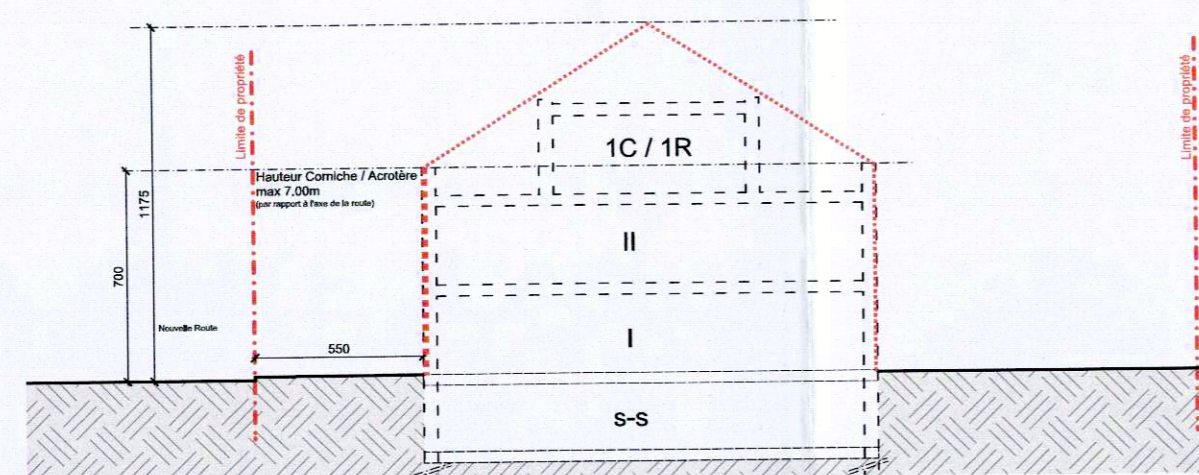 Limite de propriété
Limite de propriété
1C / 1R
Hauteur Corniche / Acrotère
max 7.00m
(par rapport à l'axe de la route)
1175
II
700
Nouvelle Route
550
I
S-S